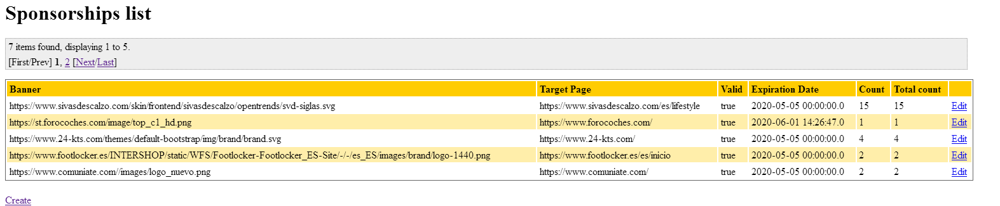 Sponsorships list
7 items found, displaying 1 to 5.
[First/Prev] 1, 2 [Next/Last]
Banner Target Page Valid Expiration Date Count Total count
https://www.sivasdescalzo.com/skin/frontend/sivasdescalzo/opentrends/svd-siglas.svg https://www.sivasdescalzo.com/es/lifestyle true 2020-05-05 00:00:00.0 15 15 Edit
https://st.forocoches.com/image/top_c1_hd.png https://www.forocoches.com/ true 2020-06-01 14:26:47.0 1 1 Edit
https://www.24-kts.com/themes/default-bootstrap/img/brand/brand.svg https://www.24-kts.com/ true 2020-05-05 00:00:00.0 4 4 Edit
https://www.footlocker.es/INTERSHOP/static/WFS/Footlocker-Footlocker_ES-Site/-/-/es_ES/images/brand/logo-1440.png https://www.footlocker.es/es/inicio true 2020-05-05 00:00:00.0 2 2 Edit
https://www.comuniate.com//images/logo_nuevo.png https://www.comuniate.com/ true 2020-05-05 00:00:00.0 2 2 Edit
Create